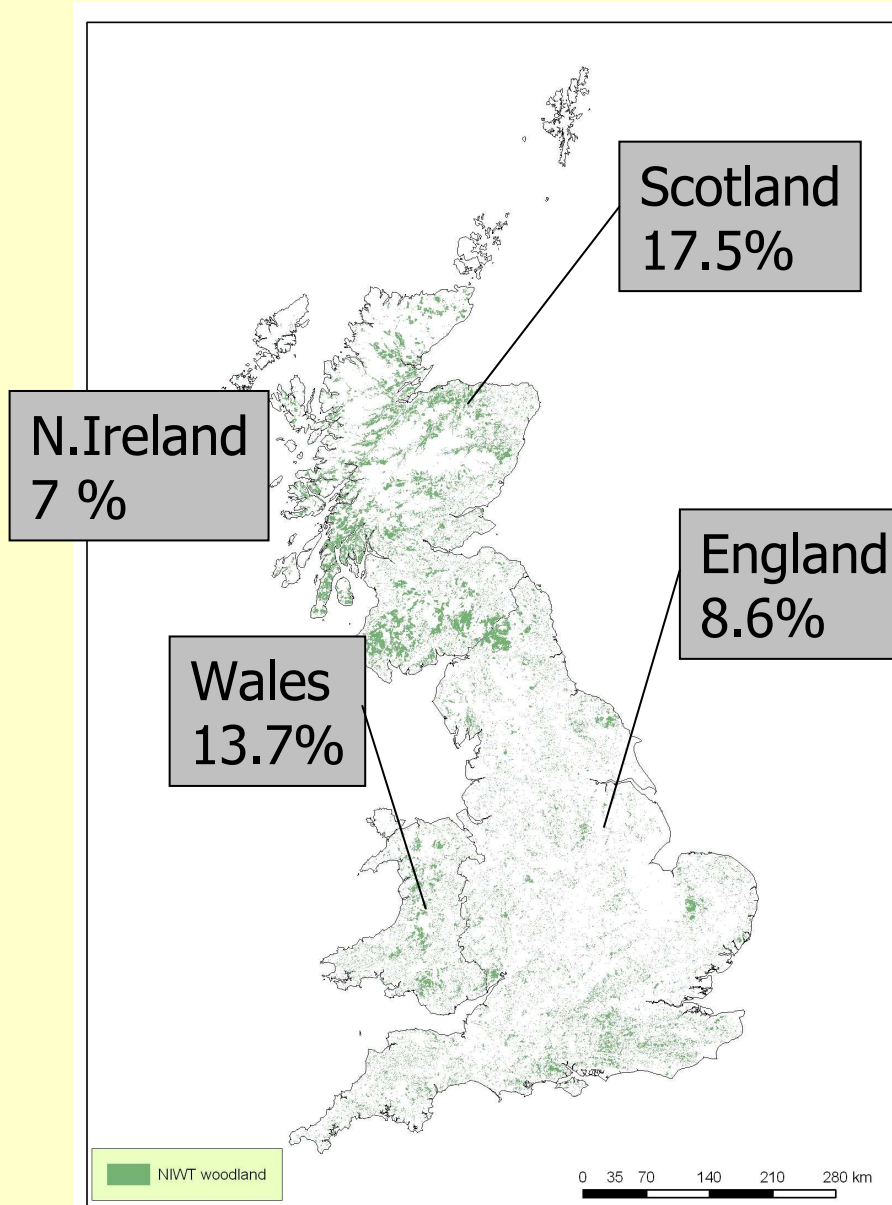 Scotland
17.5%
N.Ireland
7 %
England
8.6%
Wales
13.7%
NIWT woodland
0 35 70 140 210 280 km